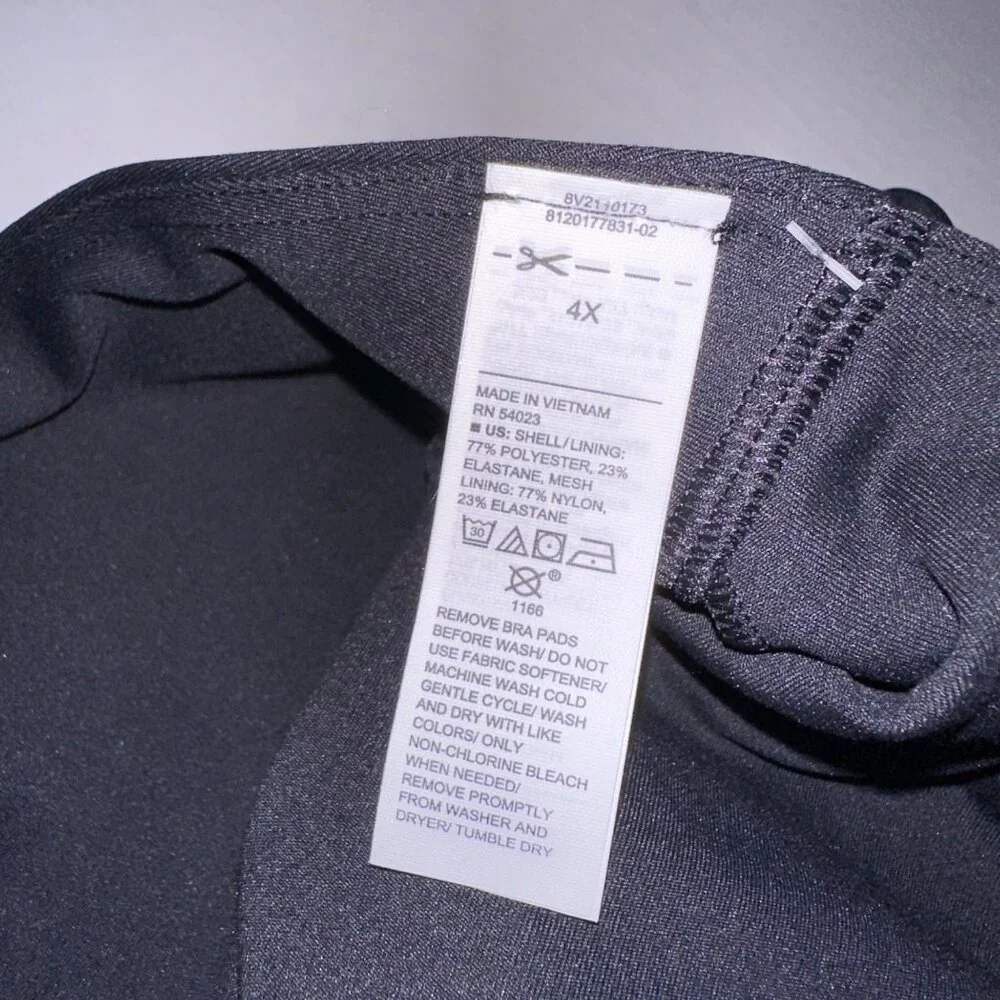 8V2110173
8120177831-02
4X
MADE IN VIETNAM
RN 54023
US: SHELL/LINING:
77% POLYESTER, 23%
ELASTANE, MESH
LINING: 77% NYLON,
23% ELASTANE
30
®
1166
REMOVE BRA PADS
BEFORE WASH/ DO NOT
USE FABRIC SOFTENER/
MACHINE WASH COLD
GENTLE CYCLE/ WASH
AND DRY WITH LIKE
COLORS/ ONLY
NON-CHLORINE BLEACH
WHEN NEEDED/
REMOVE PROMPTLY
FROM WASHER AND
DRYER/ TUMBLE DRY